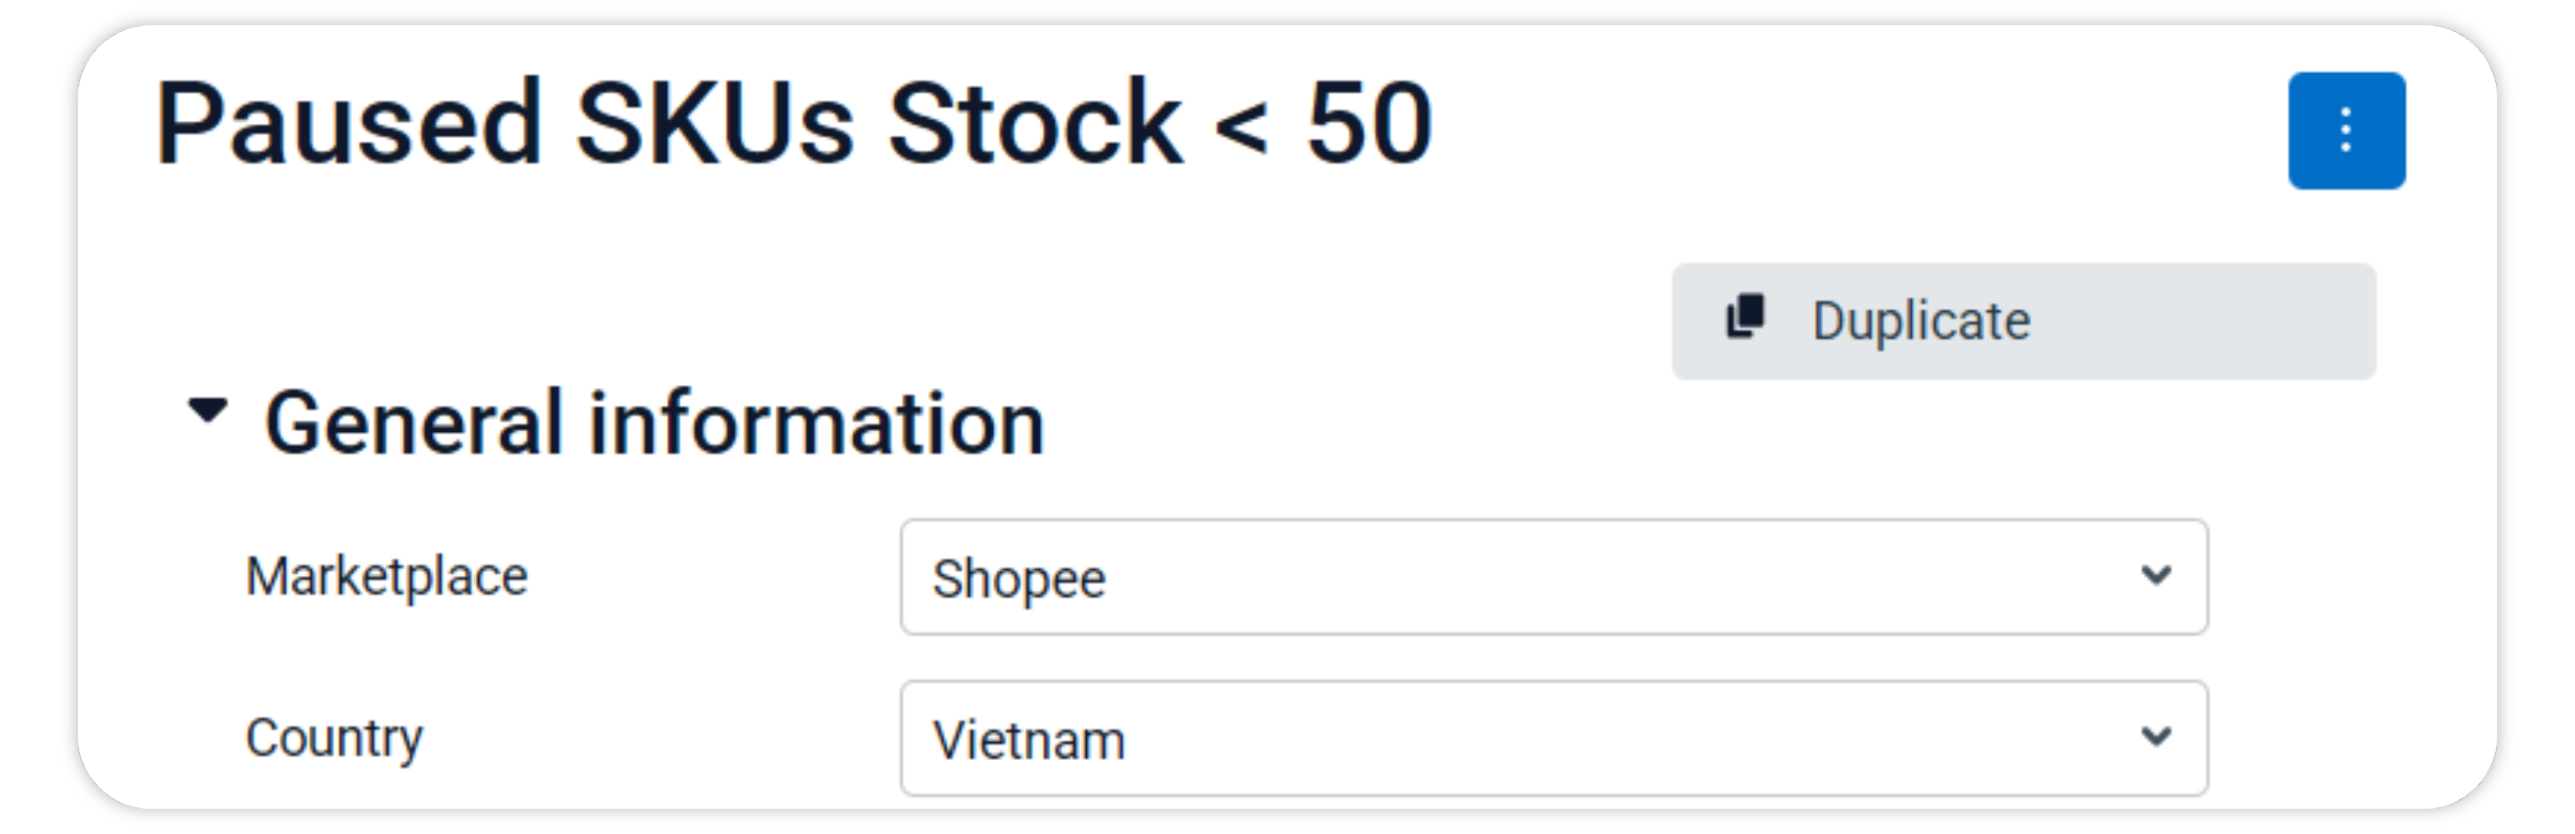 Paused SKUs Stock < 50
Duplicate
General information
Marketplace
Shopee
Country
Vietnam